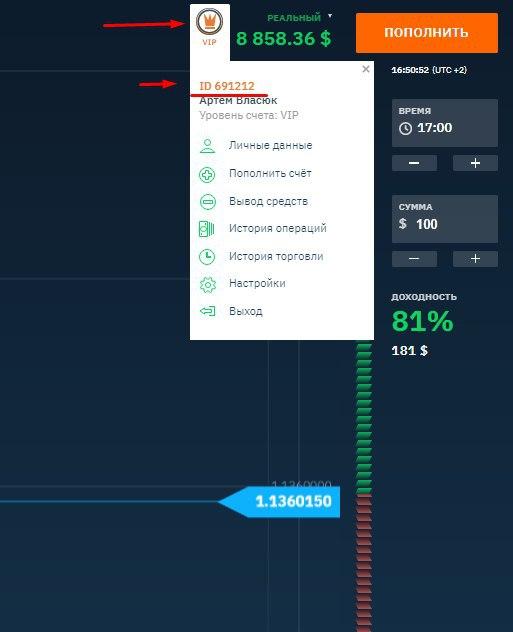 VIP
РЕАЛЬНЫЙ
8 858.36 $
ПОПОЛНИТЬ
16:50:52 (UTC +2)
ID 691212
Артем Власюк
Уровень счета: VIP
Личные данные
Пополнить счёт
Вывод средств
История операций
История торговли
Настройки
Выход
ВРЕМЯ
17:00
СУММА
$ 100
ДОХОДНОСТЬ
81%
181 $
1.1360000
1.1360150